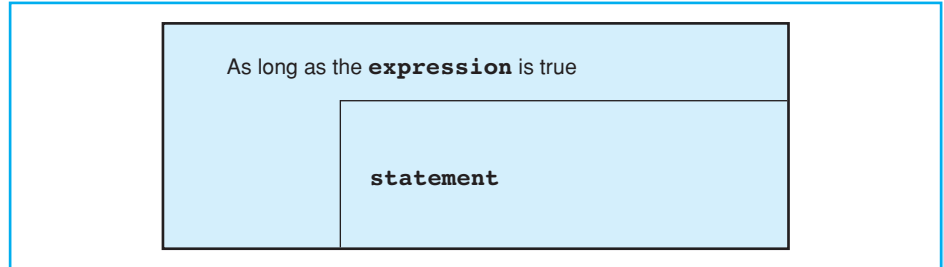 As long as the expression is true
statement